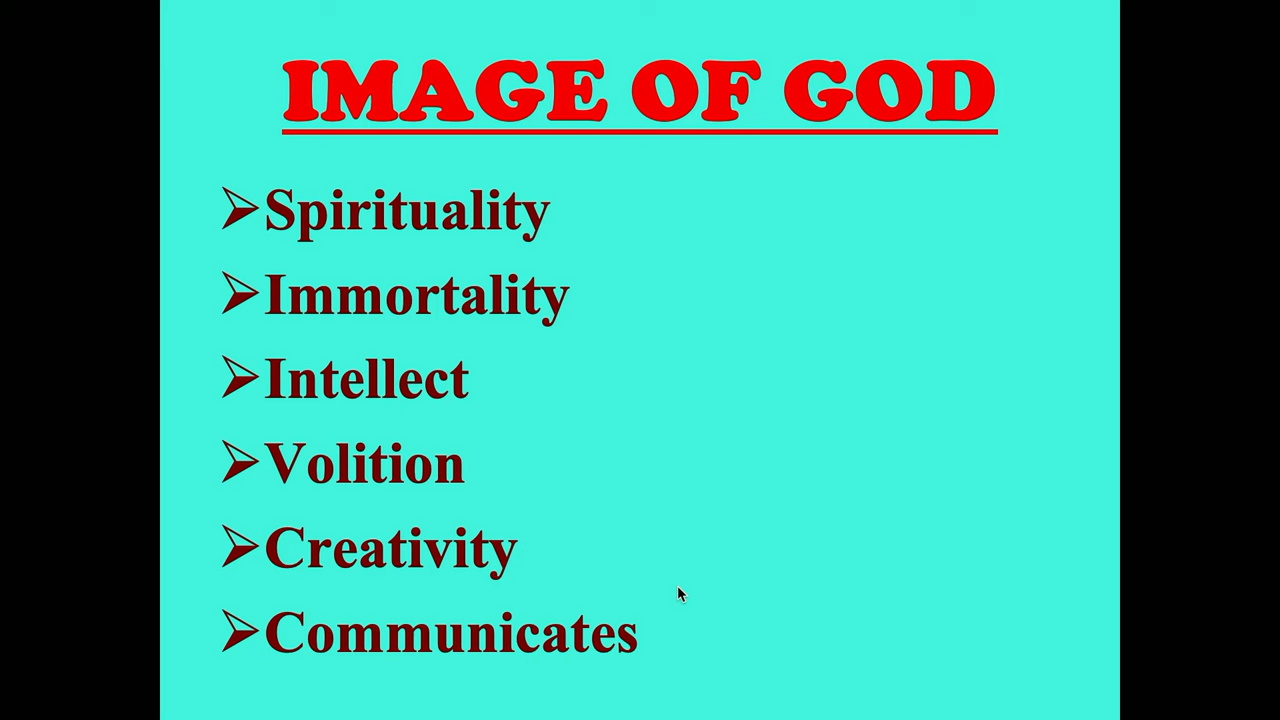 IMAGE OF GOD
Spirituality
Immortality
Intellect
Volition
Creativity
Communicates